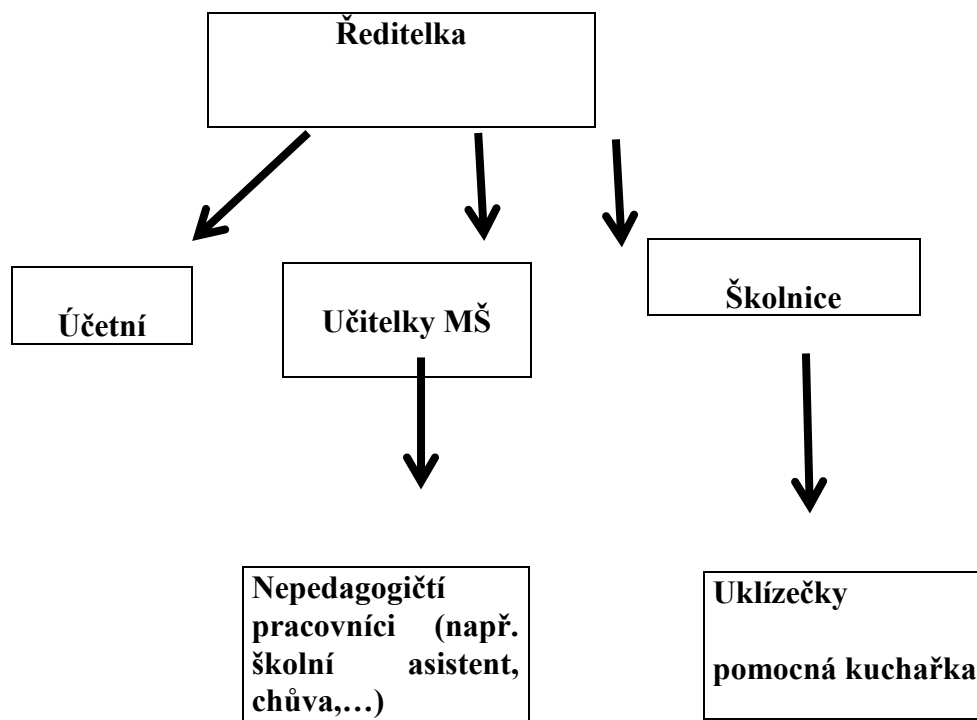 Ředitelka
Účetní
Učitelky MŠ
Školnice
Nepedagogičtí
pracovníci (např.
školní asistent,
chůva,…)
Uklízečky
pomocná kuchařka